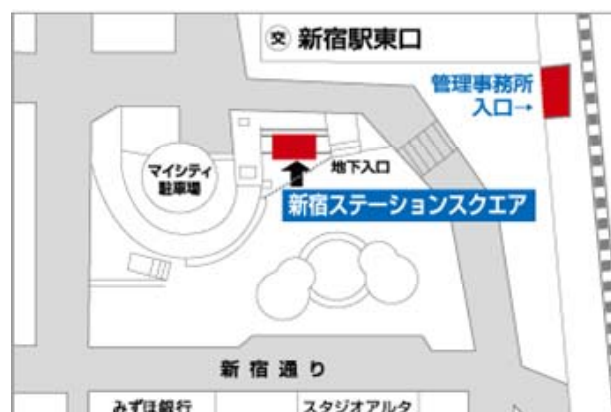 交 新宿駅東口
管理事務所
入口→
マイシティ
駐車場
地下入口
新宿ステーションスクエア
新宿通り
みずほ銀行
スタジオアルタ